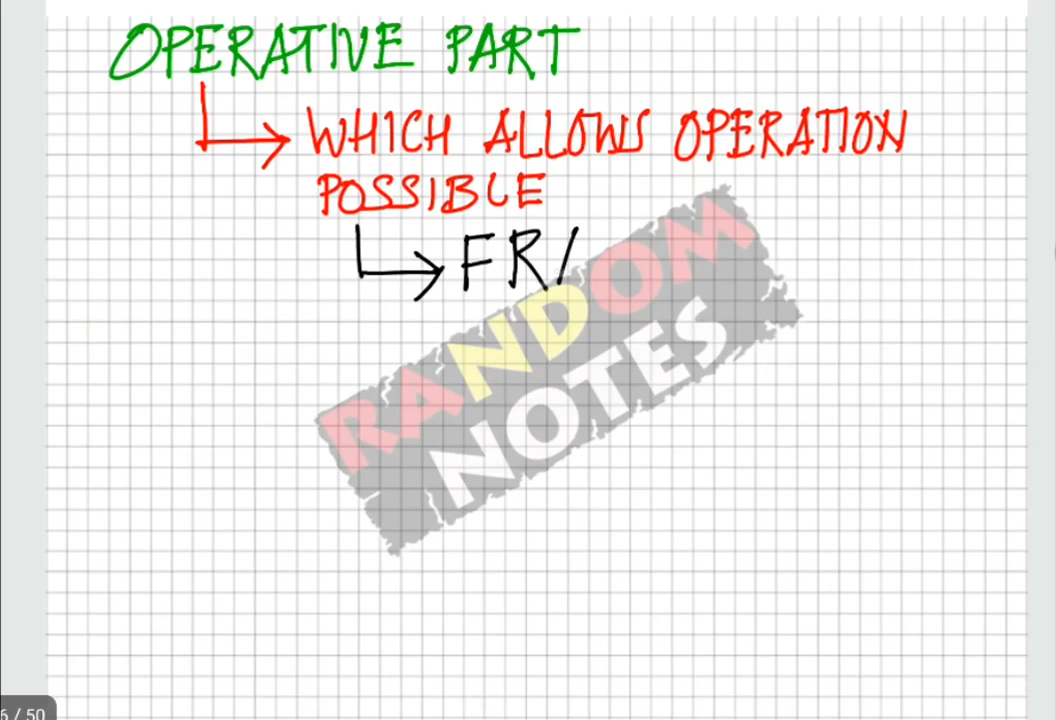 OPERATIVE PART
WHICH ALLOWS OPERATION
POSSIBLE
FR/
RANDOM
NOTES
6 / 50